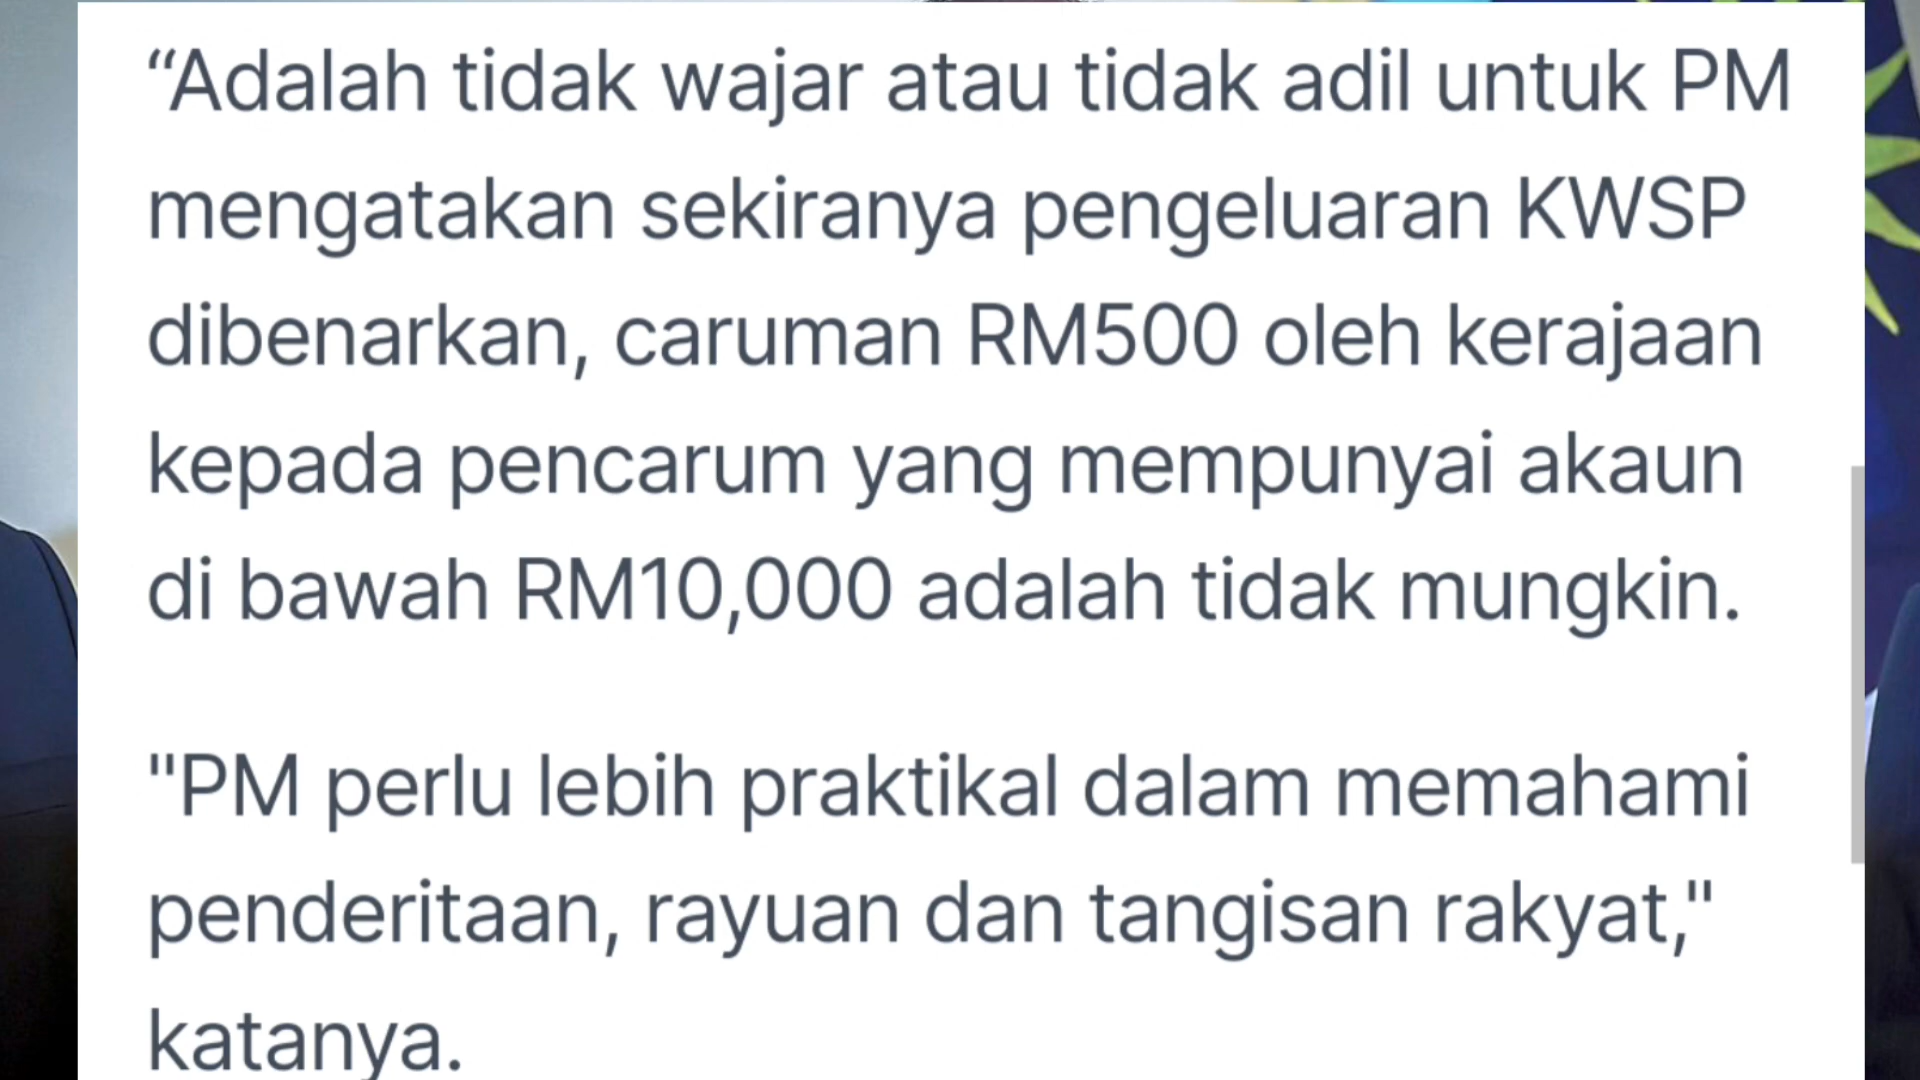 “Adalah tidak wajar atau tidak adil untuk PM
mengatakan sekiranya pengeluaran KWSP
dibenarkan, caruman RM500 oleh kerajaan
kepada pencarum yang mempunyai akaun
di bawah RM10,000 adalah tidak mungkin.
"PM perlu lebih praktikal dalam memahami
penderitaan, rayuan dan tangisan rakyat,"
katanya.